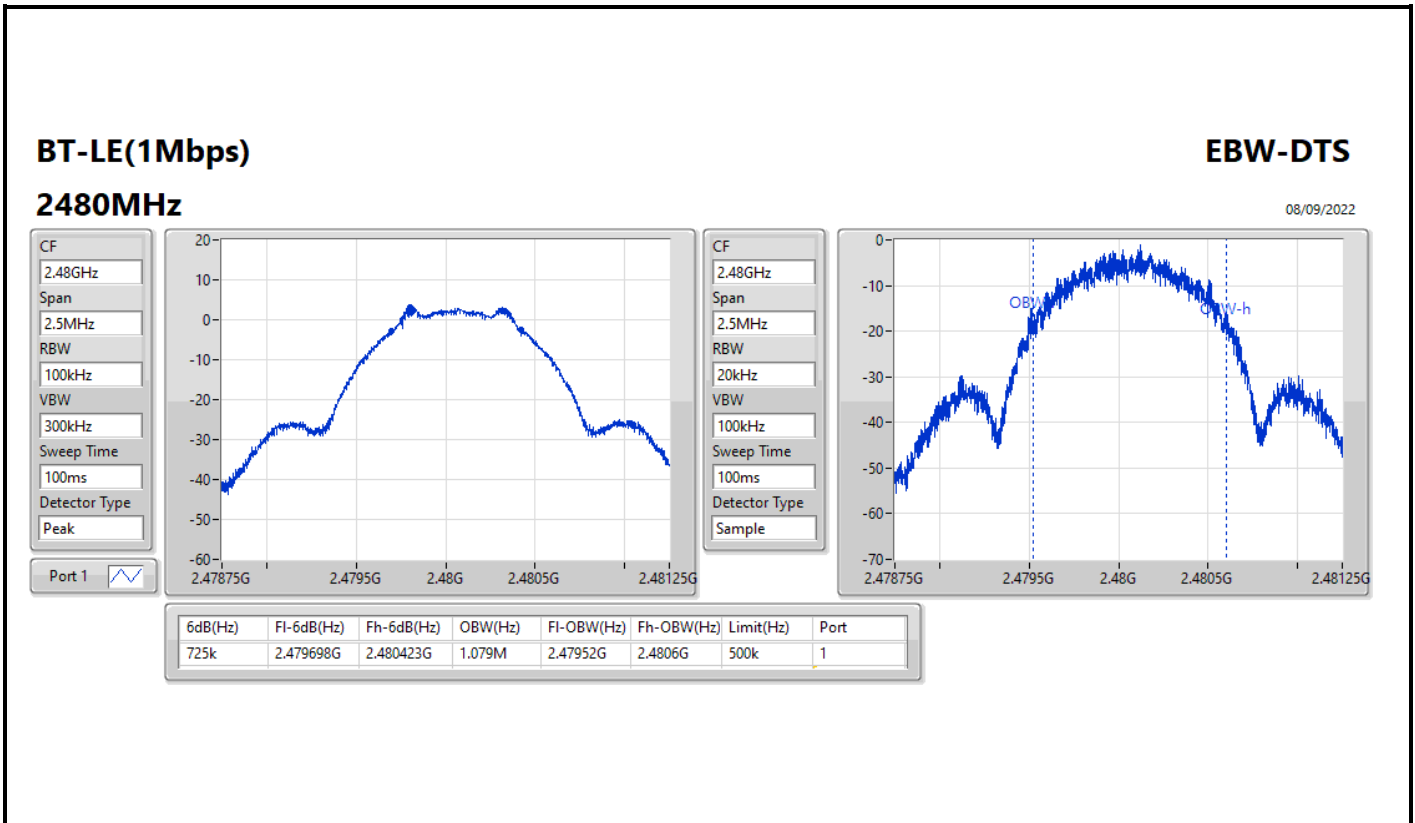 BT-LE(1Mbps)
EBW-DTS
2480MHz
08/09/2022
CF
2.48GHz
Span
2.5MHz
RBW
100kHz
VBW
300kHz
Sweep Time
100ms
Detector Type
Peak
Port 1
20
10
0
-10
-20
-30
-40
-50
-60
2.47875G 2.4795G 2.48G 2.4805G 2.48125G
CF
2.48GHz
Span
2.5MHz
RBW
20kHz
VBW
100kHz
Sweep Time
100ms
Detector Type
Sample
0
-10
-20
-30
-40
-50
-60
-70
2.47875G 2.4795G 2.48G 2.4805G 2.48125G
6dB(Hz) Fl-6dB(Hz) Fh-6dB(Hz) OBW(Hz) Fl-OBW(Hz) Fh-OBW(Hz) Limit(Hz) Port
725k 2.479698G 2.480423G 1.079M 2.47952G 2.4806G 500k 1